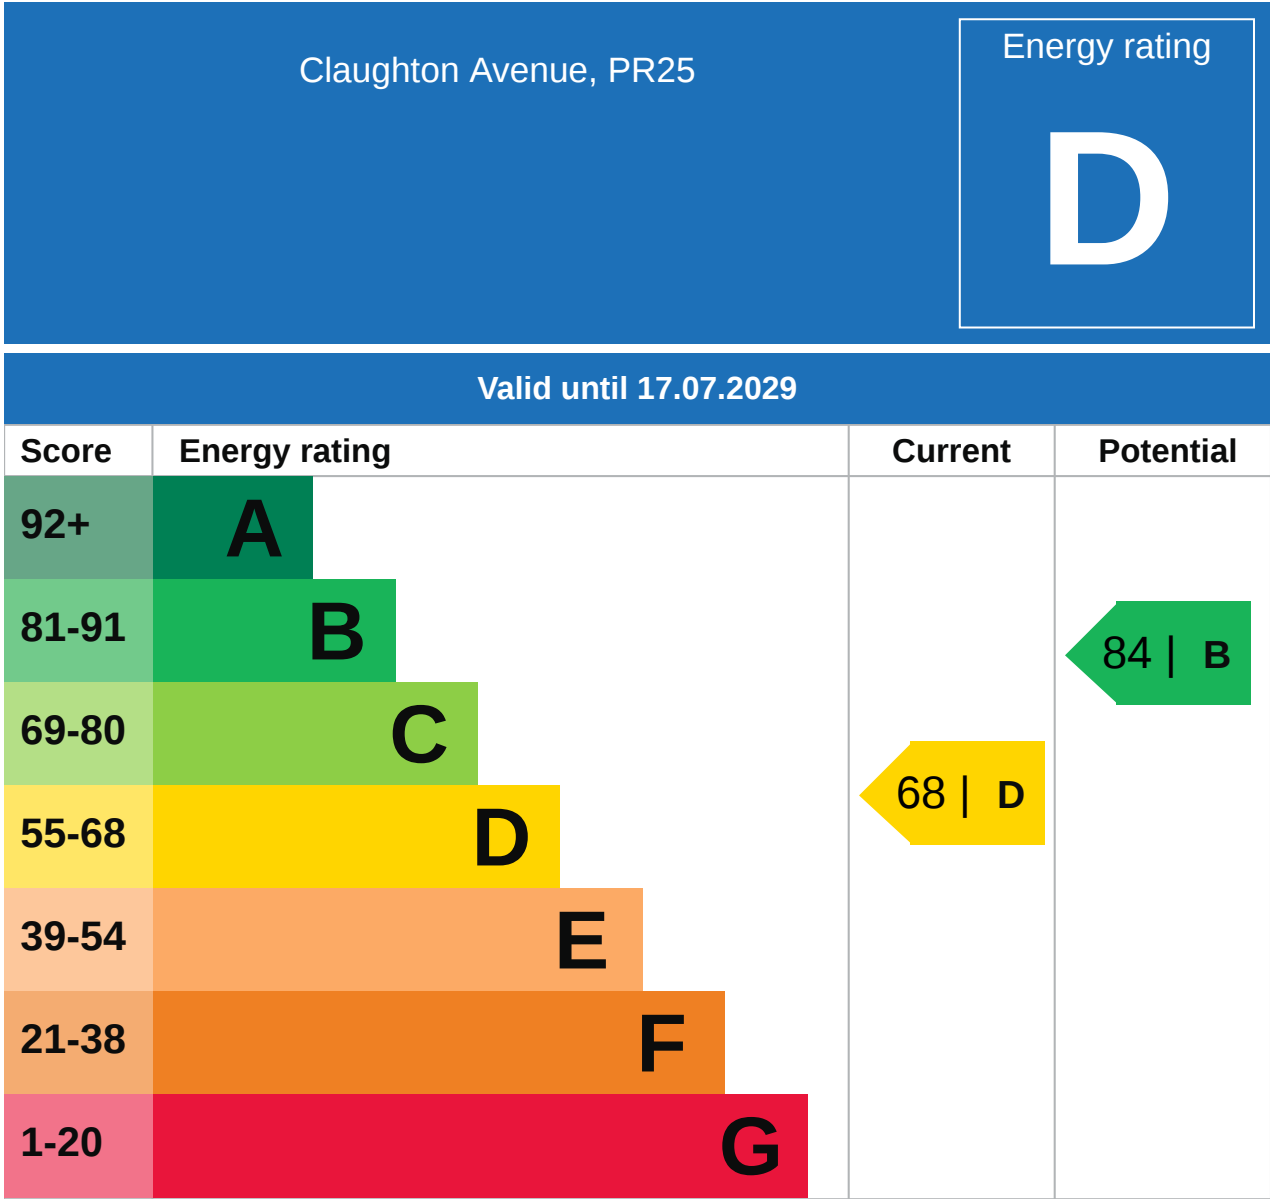 Claughton Avenue, PR25
Energy rating
D
Valid until 17.07.2029
Score Energy rating Current Potential
92+ A
81-91 B
84 | B
69-80 C
68 | D
55-68 D
39-54 E
21-38 F
1-20 G